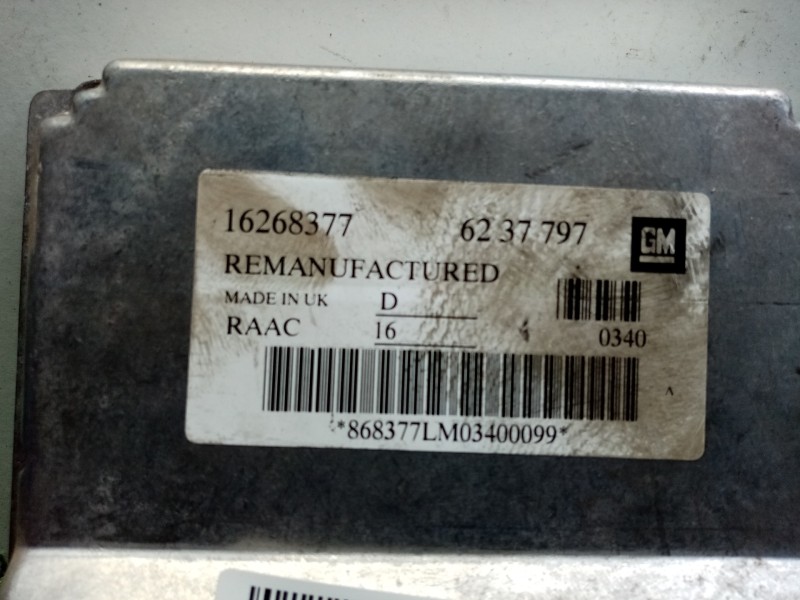 16268377 62 37 797 GM
REMANUFACTURED
MADE IN UK D
RAAC 16 0340
*868377LM03400099*